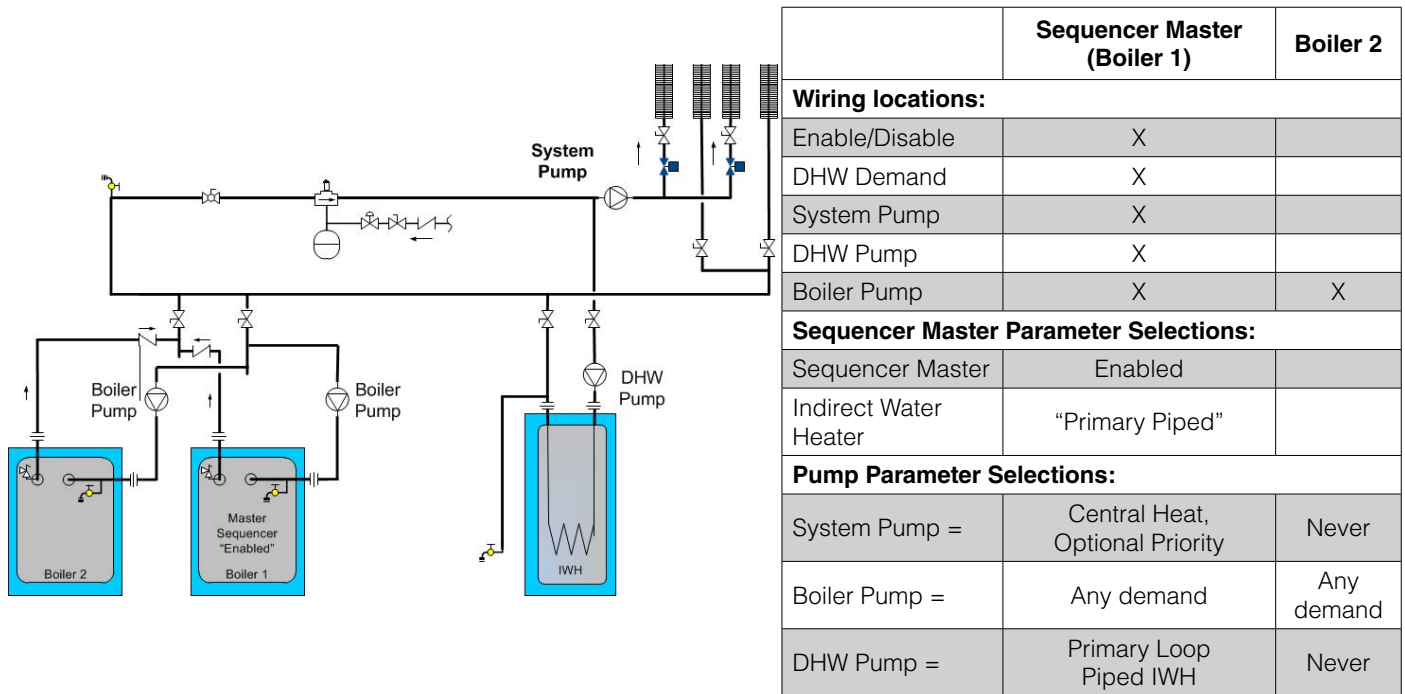 System
Pump
Boiler
Pump
Boiler
Pump
DHW
Pump
Master
Sequencer
"Enabled"
Boiler 2
Boiler 1
IWH
Sequencer Master
(Boiler 1)
Boiler 2
Wiring locations:
Enable/Disable X
DHW Demand X
System Pump X
DHW Pump X
Boiler Pump X X
Sequencer Master Parameter Selections:
Sequencer Master Enabled
Indirect Water
Heater
“Primary Piped”
Pump Parameter Selections:
System Pump =
Central Heat,
Optional Priority
Never
Boiler Pump =
Any demand
Any
demand
DHW Pump =
Primary Loop
Piped IWH
Never